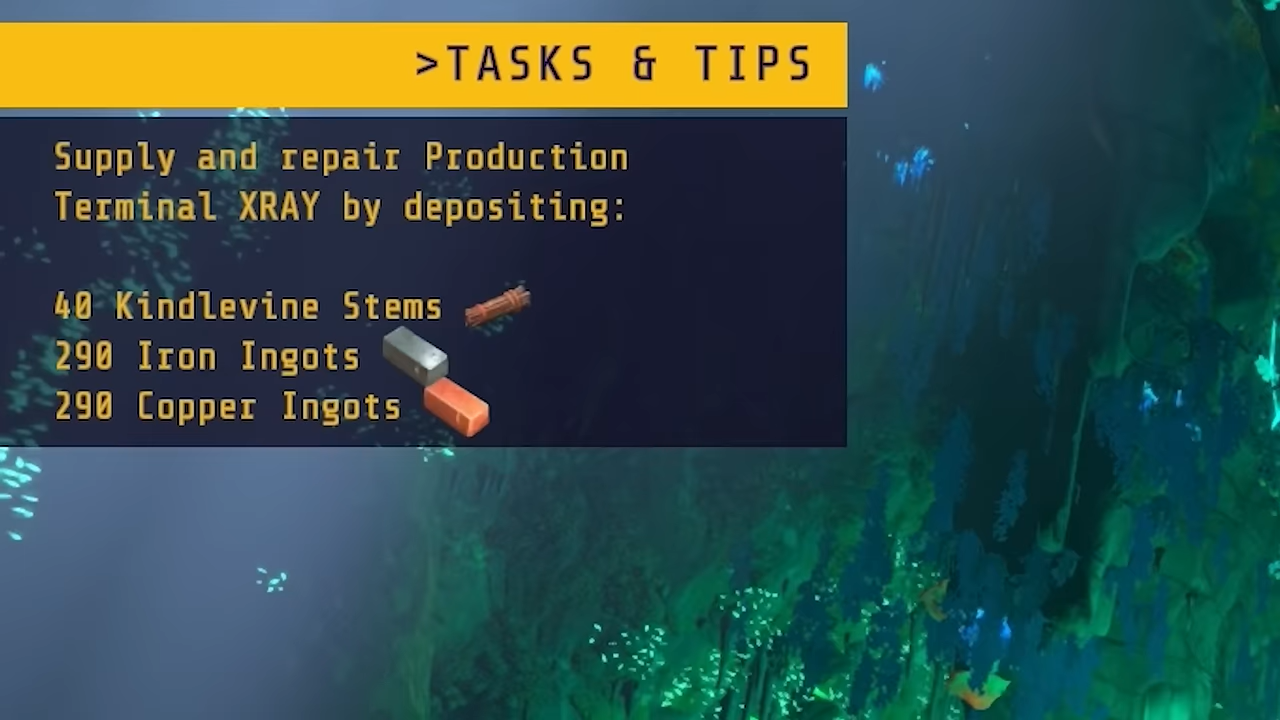 >TASKS & TIPS
Supply and repair Production
Terminal XRAY by depositing:
40 Kindlevine Stems
290 Iron Ingots
290 Copper Ingots